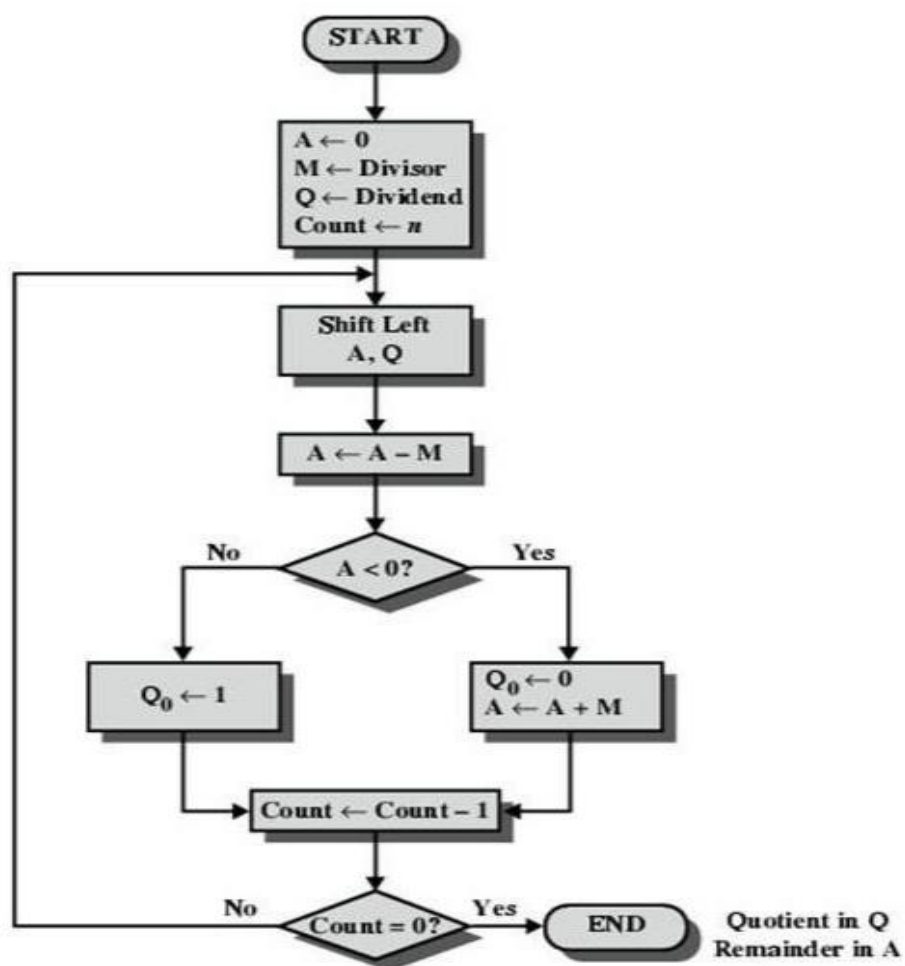 START
A ← 0
M ← Divisor
Q ← Dividend
Count ← n
Shift Left
A, Q
A ← A – M
No
Yes
A < 0?
Q₀ ← 1
Q₀ ← 0
A ← A + M
Count ← Count – 1
No
Yes
Count = 0?
END
Quotient in Q
Remainder in A